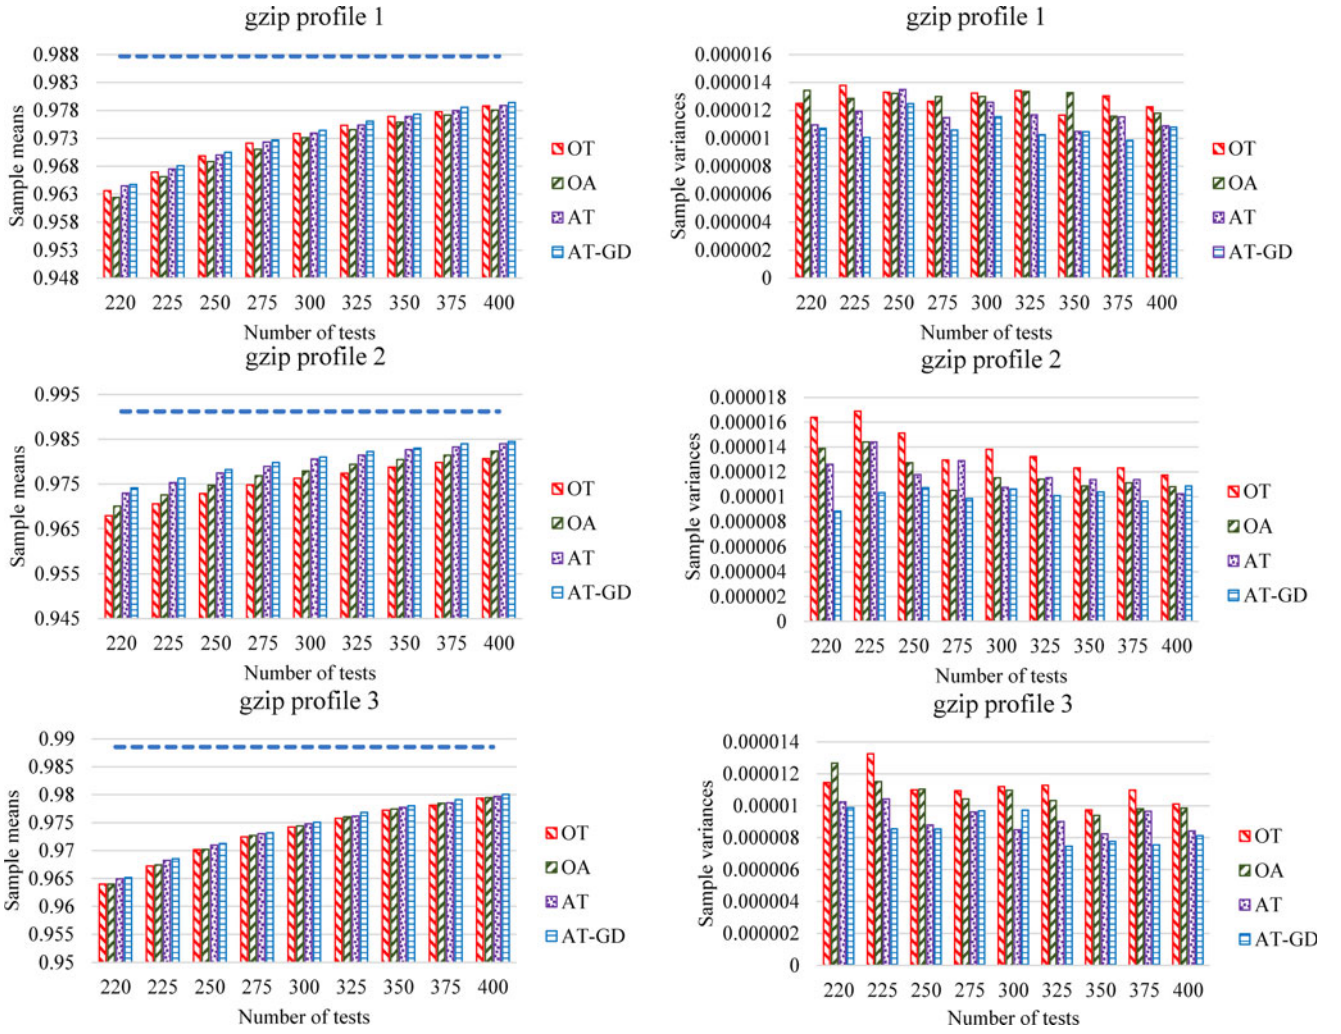 gzip profile 1
Sample means
0.988
0.983
0.978
0.973
0.968
0.963
0.958
0.953
0.948
220 225 250 275 300 325 350 375 400
Number of tests
OT
OA
AT
AT-GD
gzip profile 1
Sample variances
0.000016
0.000014
0.000012
0.00001
0.000008
0.000006
0.000004
0.000002
0
220 225 250 275 300 325 350 375 400
Number of tests
OT
OA
AT
AT-GD
gzip profile 2
Sample means
0.995
0.985
0.975
0.965
0.955
0.945
220 225 250 275 300 325 350 375 400
Number of tests
OT
OA
AT
AT-GD
gzip profile 2
Sample variances
0.000018
0.000016
0.000014
0.000012
0.00001
0.000008
0.000006
0.000004
0.000002
0
220 225 250 275 300 325 350 375 400
Number of tests
OT
OA
AT
AT-GD
gzip profile 3
Sample means
0.99
0.985
0.98
0.975
0.97
0.965
0.96
0.955
0.95
220 225 250 275 300 325 350 375 400
Number of tests
OT
OA
AT
AT-GD
gzip profile 3
Sample variances
0.000014
0.000012
0.00001
0.000008
0.000006
0.000004
0.000002
0
220 225 250 275 300 325 350 375 400
Number of tests
OT
OA
AT
AT-GD